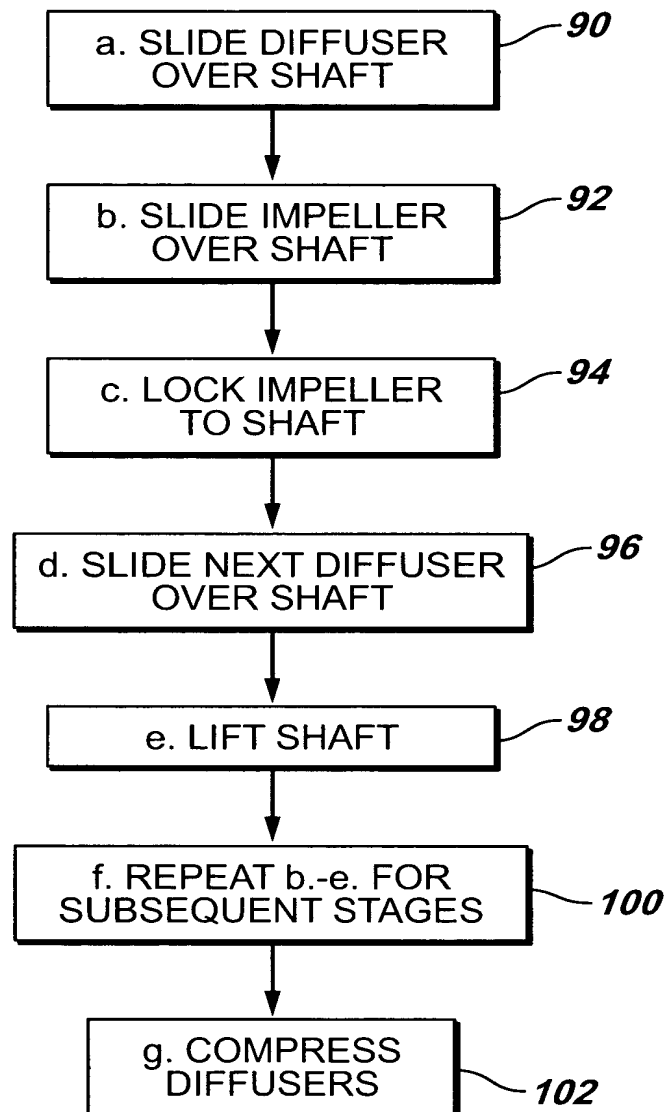 a. SLIDE DIFFUSER
OVER SHAFT
90
b. SLIDE IMPELLER
OVER SHAFT
92
c. LOCK IMPELLER
TO SHAFT
94
d. SLIDE NEXT DIFFUSER
OVER SHAFT
96
e. LIFT SHAFT
98
f. REPEAT b.-e. FOR
SUBSEQUENT STAGES
100
g. COMPRESS
DIFFUSERS
102